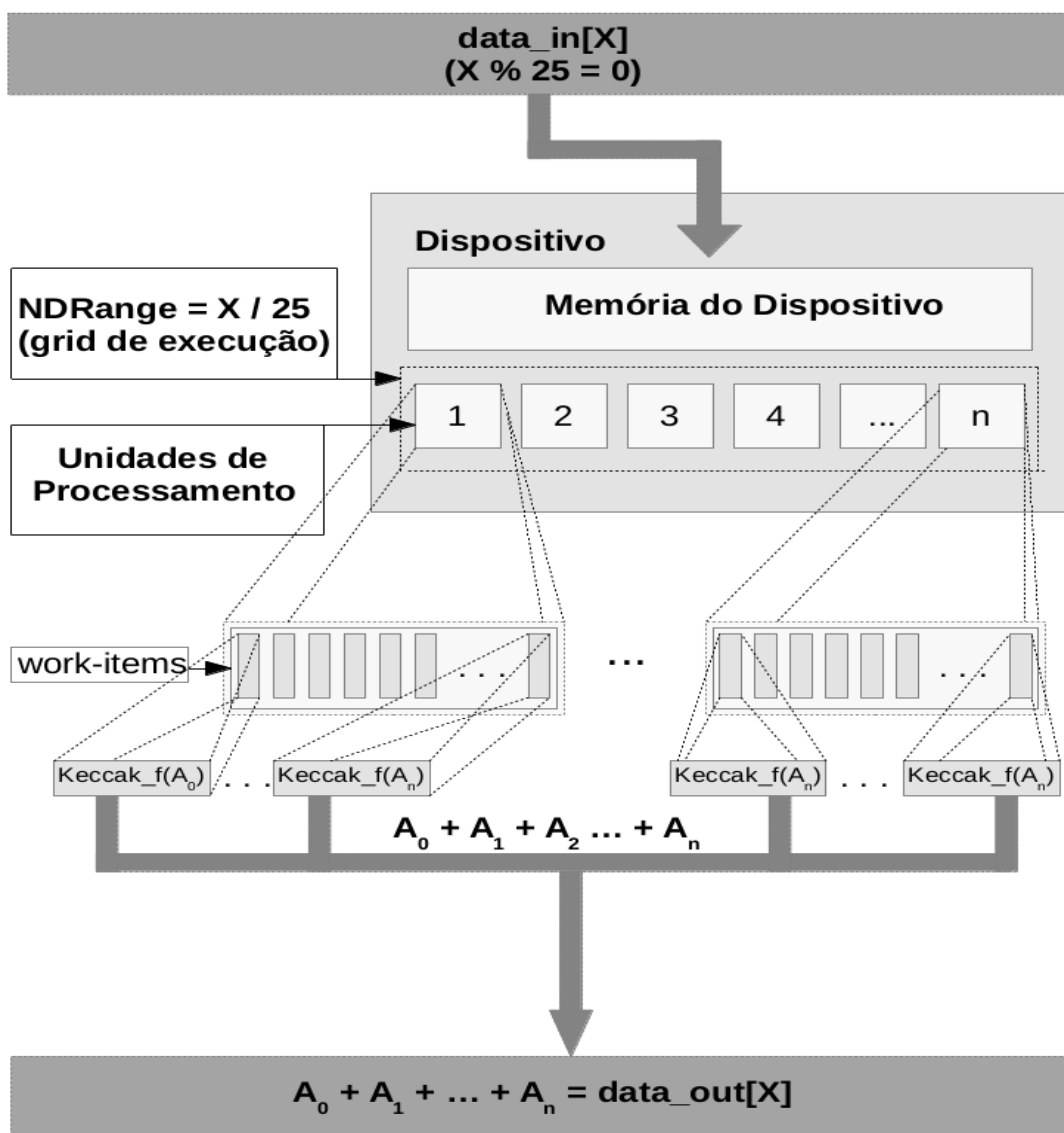 data_in[X]
(X % 25 = 0)
Dispositivo
Memória do Dispositivo
NDRange = X / 25
(grid de execução)
1 2 3 4 ... n
Unidades de
Processamento
work-items
. . .
...
. . .
Keccak_f(A₀) . . . Keccak_f(Aₙ) Keccak_f(Aₙ) . . . Keccak_f(Aₙ)
A₀ + A₁ + A₂ ... + Aₙ
A₀ + A₁ + ... + Aₙ = data_out[X]